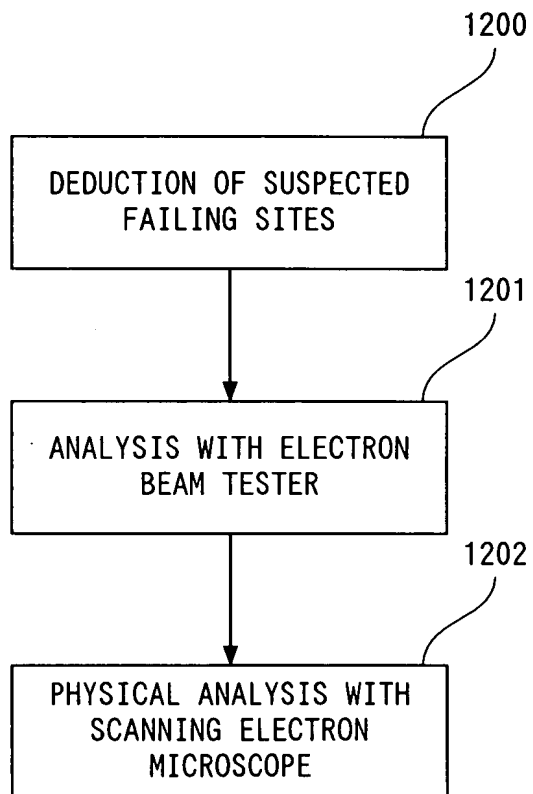 1200
DEDUCTION OF SUSPECTED
FAILING SITES
1201
ANALYSIS WITH ELECTRON
BEAM TESTER
1202
PHYSICAL ANALYSIS WITH
SCANNING ELECTRON
MICROSCOPE